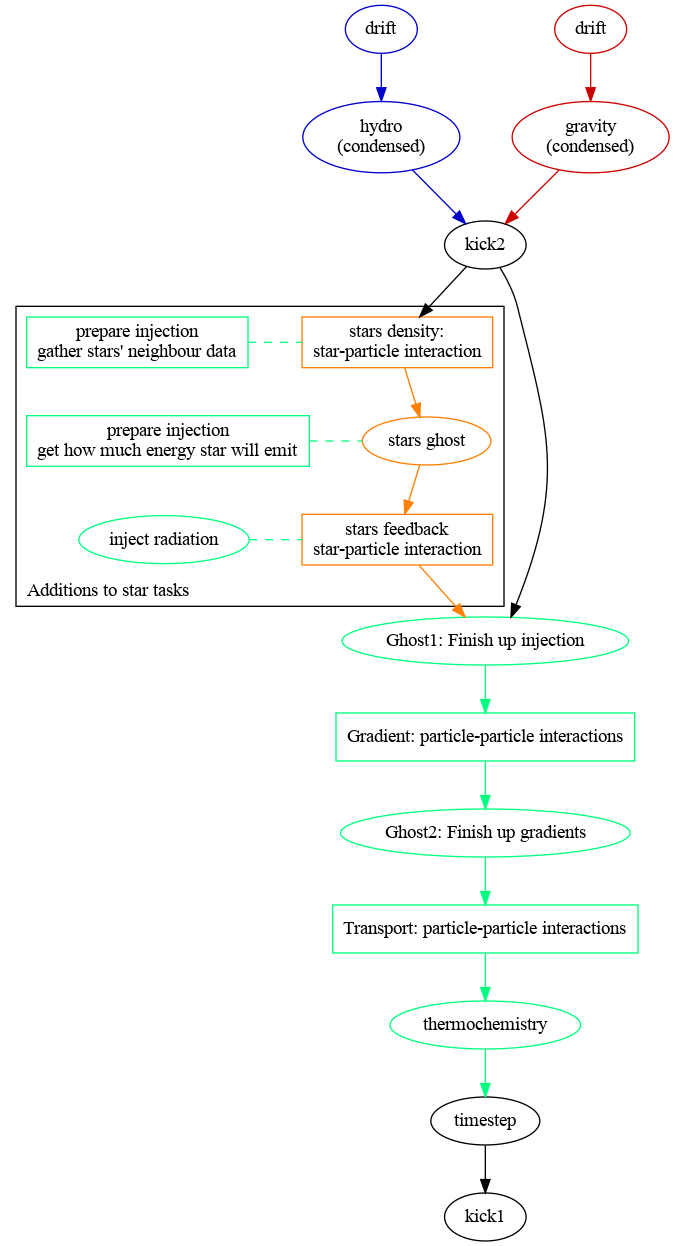 drift
drift
hydro
(condensed)
gravity
(condensed)
kick2
prepare injection
gather stars' neighbour data
stars density:
star-particle interaction
prepare injection
get how much energy star will emit
stars ghost
inject radiation
stars feedback
star-particle interaction
Additions to star tasks
Ghost1: Finish up injection
Gradient: particle-particle interactions
Ghost2: Finish up gradients
Transport: particle-particle interactions
thermochemistry
timestep
kick1